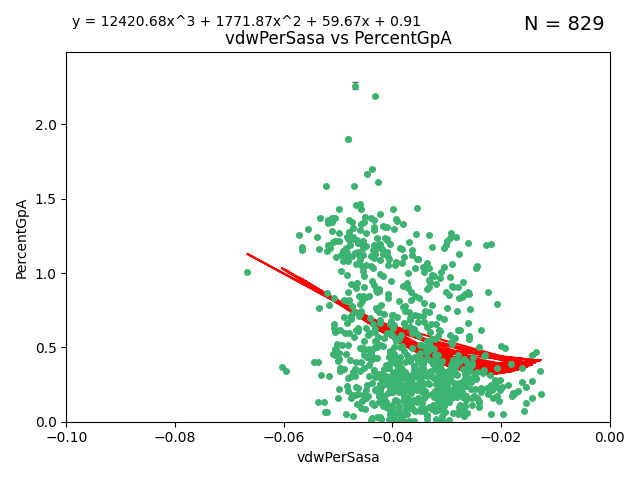 y = 12420.68x^3 + 1771.87x^2 + 59.67x + 0.91
N = 829
vdwPerSasa vs PercentGpA
PercentGpA
2.0
1.5
1.0
0.5
0.0
−0.10
−0.08
−0.06
−0.04
−0.02
0.00
vdwPerSasa